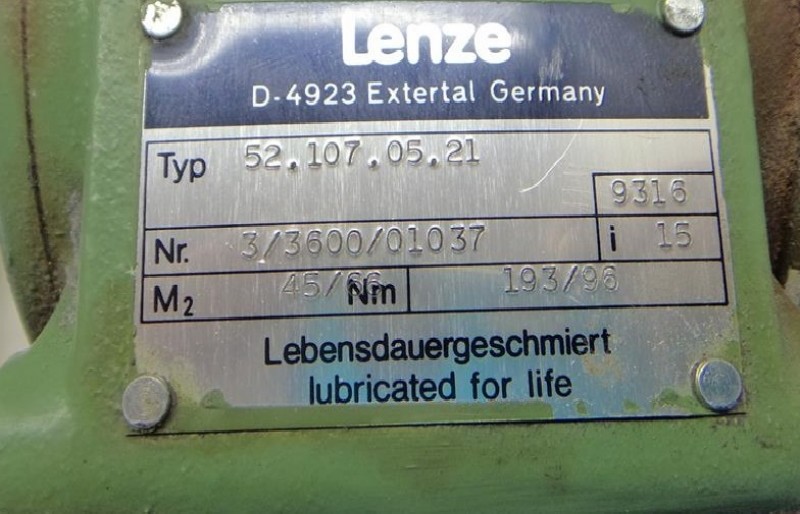 Lenze
D-4923 Extertal Germany
Typ 52.107.05.21
9316
Nr. 3/3600/01037 i 15
M2 45/66 Nm 193/96
Lebensdauergeschmiert
lubricated for life